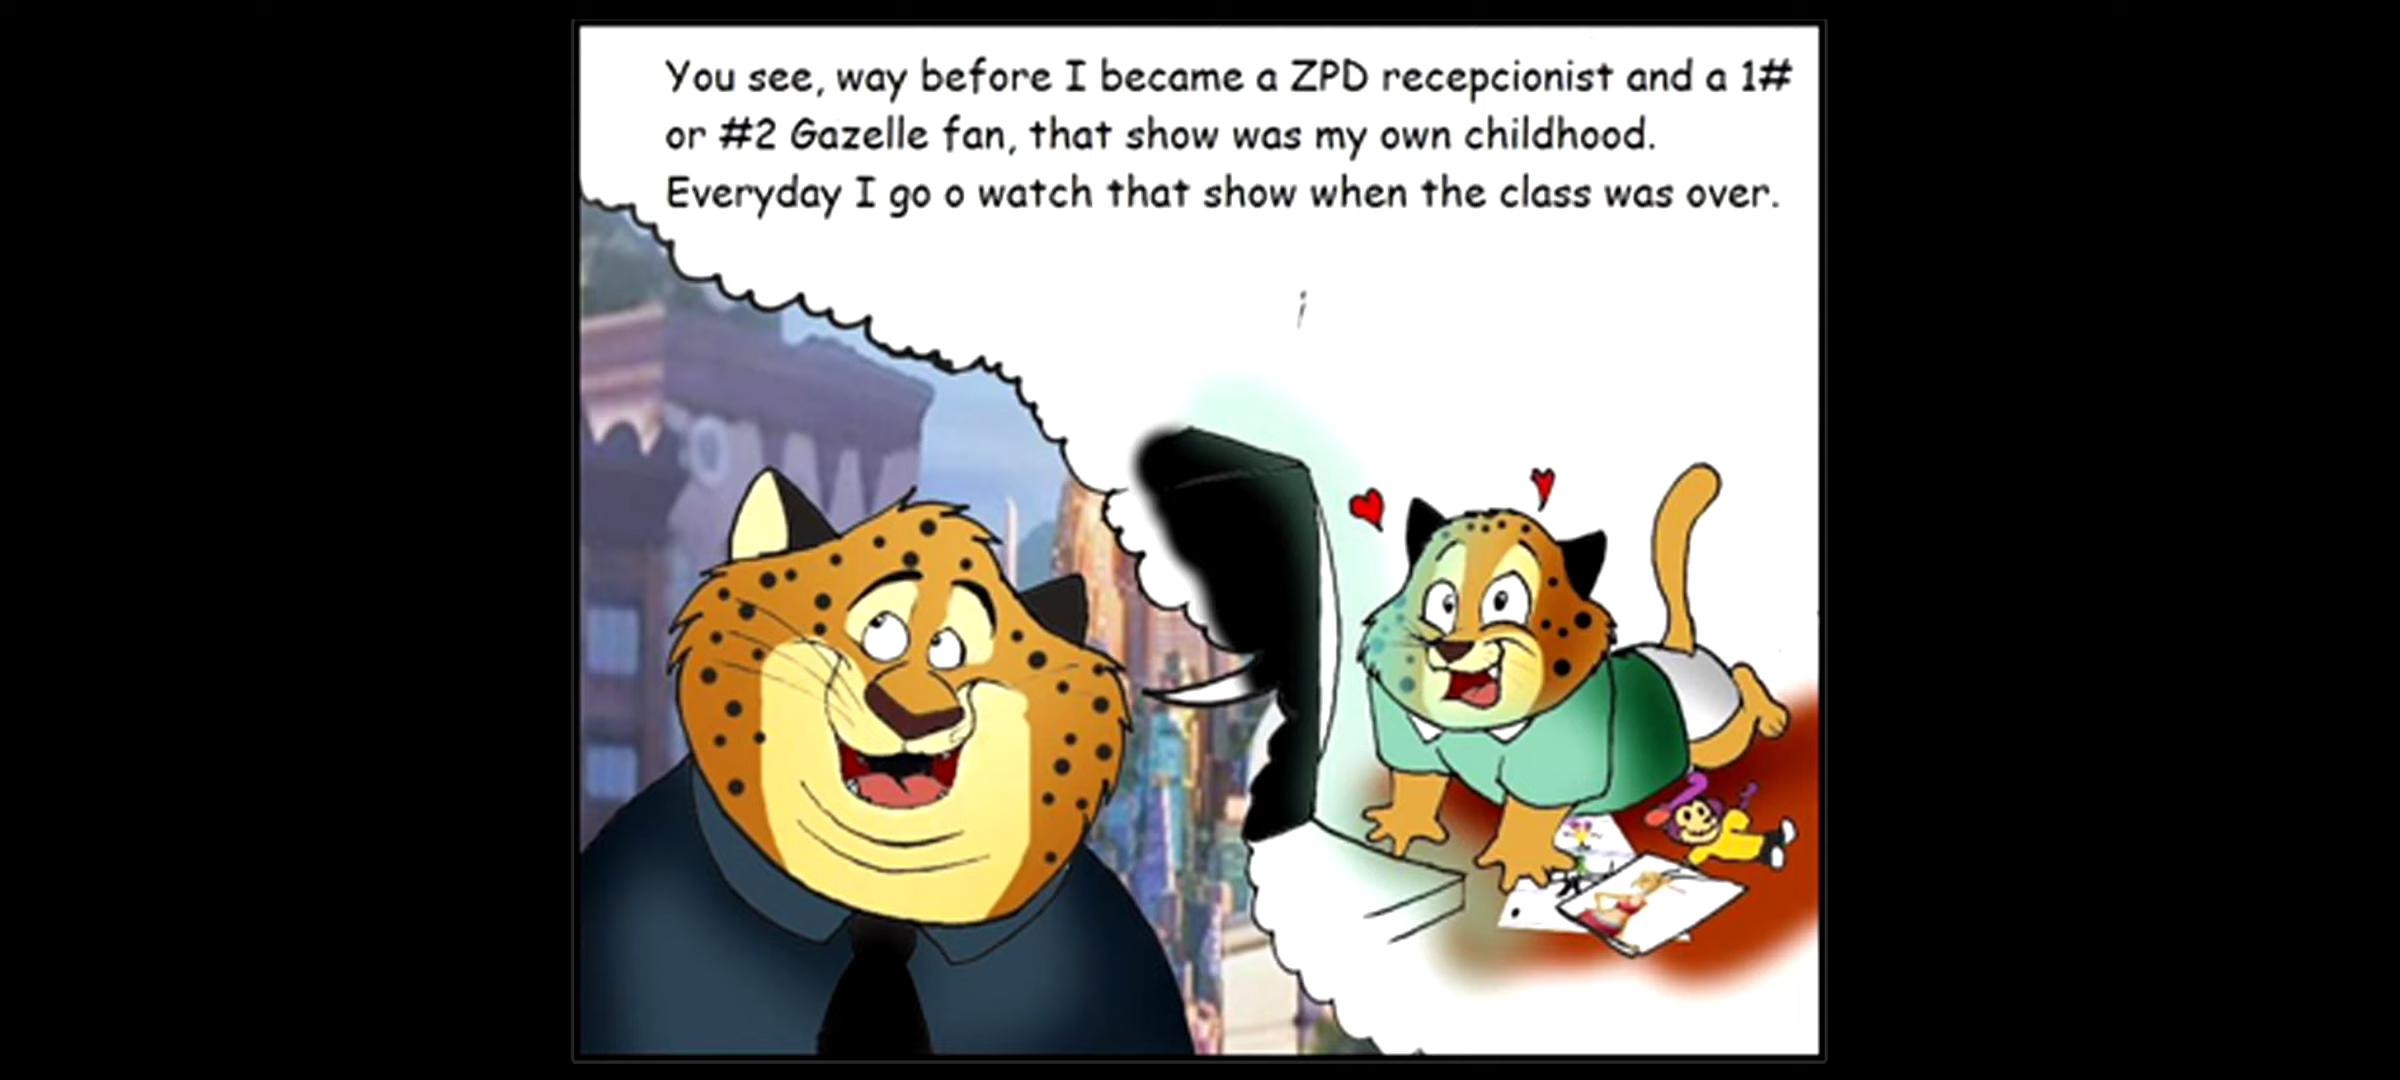 You see, way before I became a ZPD recepcionist and a 1#
or #2 Gazelle fan, that show was my own childhood.
Everyday I go o watch that show when the class was over.